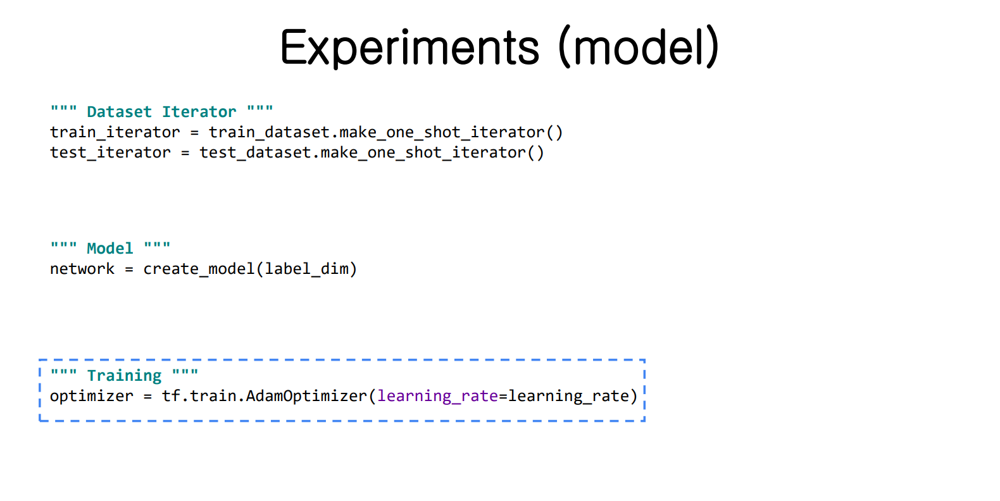 Experiments (model)
""" Dataset Iterator """
train_iterator = train_dataset.make_one_shot_iterator()
test_iterator = test_dataset.make_one_shot_iterator()
""" Model """
network = create_model(label_dim)
""" Training """
optimizer = tf.train.AdamOptimizer(learning_rate=learning_rate)